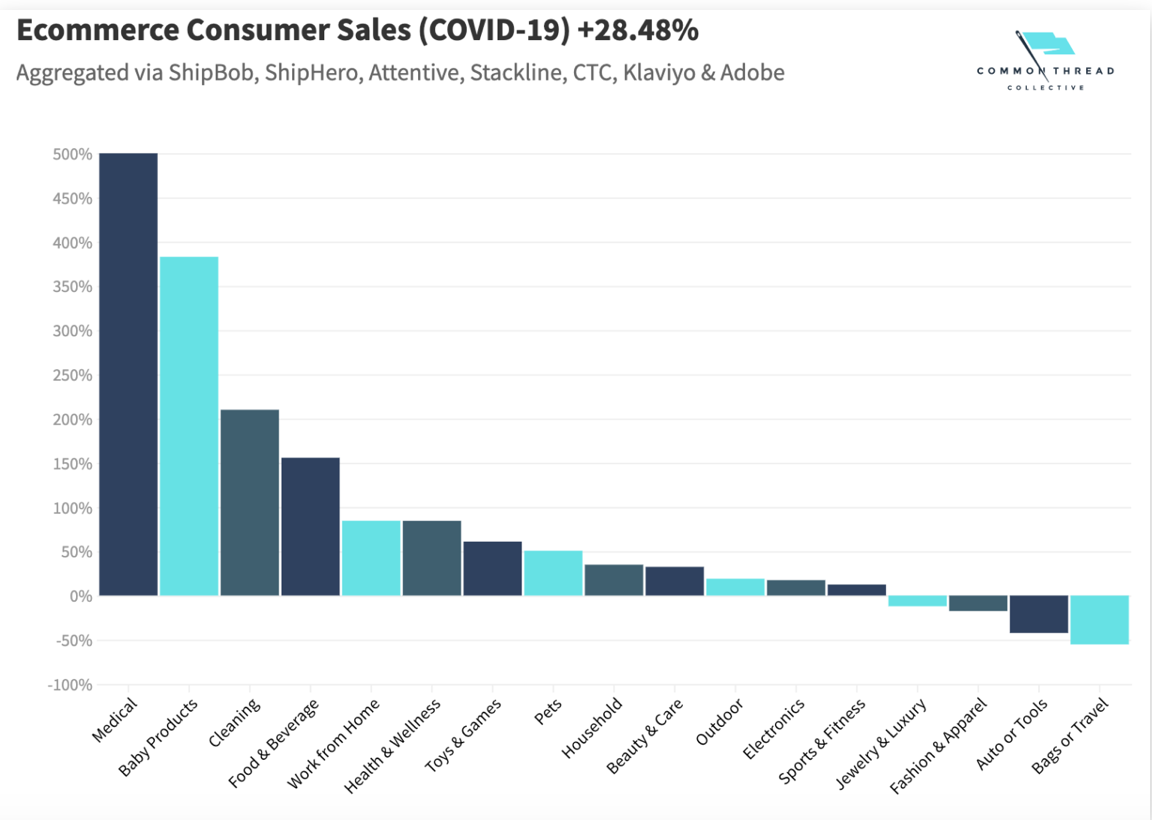 Ecommerce Consumer Sales (COVID-19) +28.48%
Aggregated via ShipBob, ShipHero, Attentive, Stackline, CTC, Klaviyo & Adobe
COMMON THREAD
COLLECTIVE
500%
450%
400%
350%
300%
250%
200%
150%
100%
50%
0%
-50%
-100%
Medical
Baby Products
Cleaning
Food & Beverage
Work from Home
Health & Wellness
Toys & Games
Pets
Household
Beauty & Care
Outdoor
Electronics
Sports & Fitness
Jewelry & Luxury
Fashion & Apparel
Auto or Tools
Bags or Travel